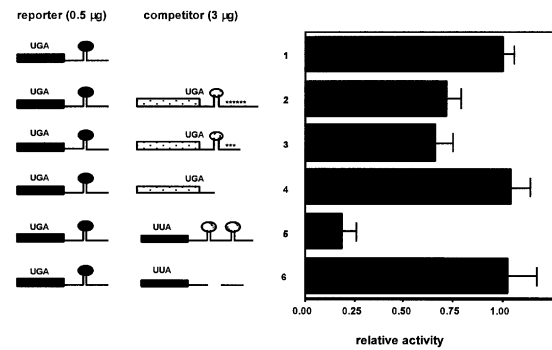 reporter (0.5 µg) competitor (3 µg)
UGA 1
UGA UGA ****** 2
UGA UGA *** 3
UGA UGA 4
UGA UUA 5
UGA UUA 6
0.00 0.25 0.50 0.75 1.00
relative activity